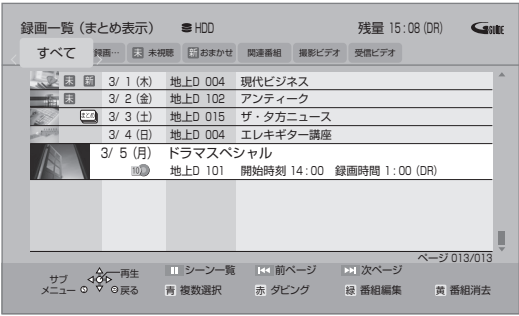 録画一覧 (まとめ表示) HDD 残量 15:08 (DR) G GUIDE
すべて 録画… 未 未視聴 新 おまかせ 関連番組 撮影ビデオ 受信ビデオ
未 新 3/ 1 (木) 地上D 004 現代ビジネス
未 3/ 2 (金) 地上D 102 アンティーク
まとめ 3/ 3 (土) 地上D 015 ザ・夕方ニュース
3/ 4 (日) 地上D 004 エレキギター講座
3/ 5 (月) ドラマスペシャル
10 地上D 101 開始時刻 14:00 録画時間 1:00 (DR)
ページ 013/013
サブメニュー 再生 戻る シーン一覧 前ページ 次ページ
青 複数選択 赤 ダビング 緑 番組編集 黄 番組消去